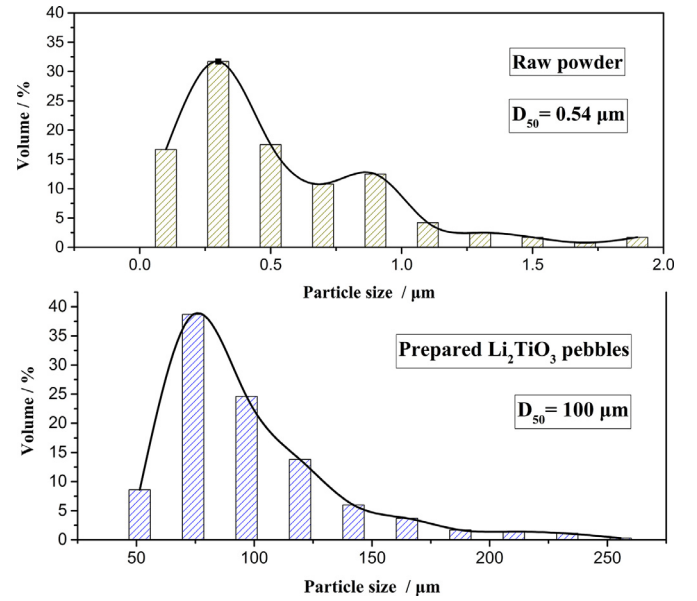 40
35
30
25
20
15
10
5
0
Volume / %
Raw powder
D₅₀= 0.54 μm
0.0 0.5 1.0 1.5 2.0
Particle size / μm
40
35
30
25
20
15
10
5
0
Volume / %
Prepared Li₂TiO₃ pebbles
D₅₀= 100 μm
50 100 150 200 250
Particle size / μm